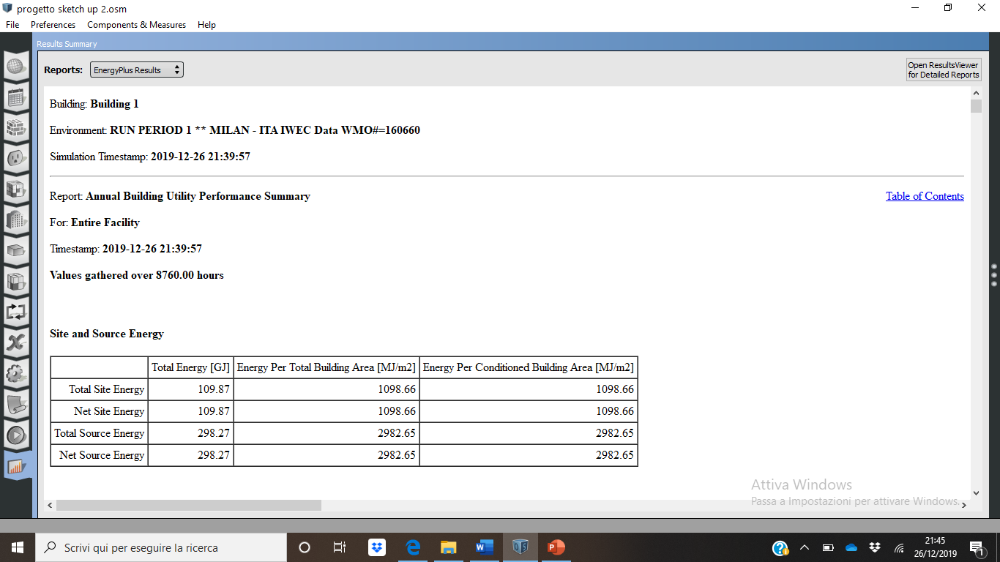 progetto sketch up 2.osm
File Preferences Components & Measures Help
Results Summary
Reports: EnergyPlus Results
Open ResultsViewer
for Detailed Reports
Building: Building 1
Environment: RUN PERIOD 1 ** MILAN - ITA IWEC Data WMO#=160660
Simulation Timestamp: 2019-12-26 21:39:57
Report: Annual Building Utility Performance Summary
Table of Contents
For: Entire Facility
Timestamp: 2019-12-26 21:39:57
Values gathered over 8760.00 hours
Site and Source Energy
Total Energy [GJ] Energy Per Total Building Area [MJ/m2] Energy Per Conditioned Building Area [MJ/m2]
Total Site Energy 109.87 1098.66 1098.66
Net Site Energy 109.87 1098.66 1098.66
Total Source Energy 298.27 2982.65 2982.65
Net Source Energy 298.27 2982.65 2982.65
Attiva Windows
Passa a Impostazioni per attivare Windows.
Scrivi qui per eseguire la ricerca
21:45
26/12/2019
1